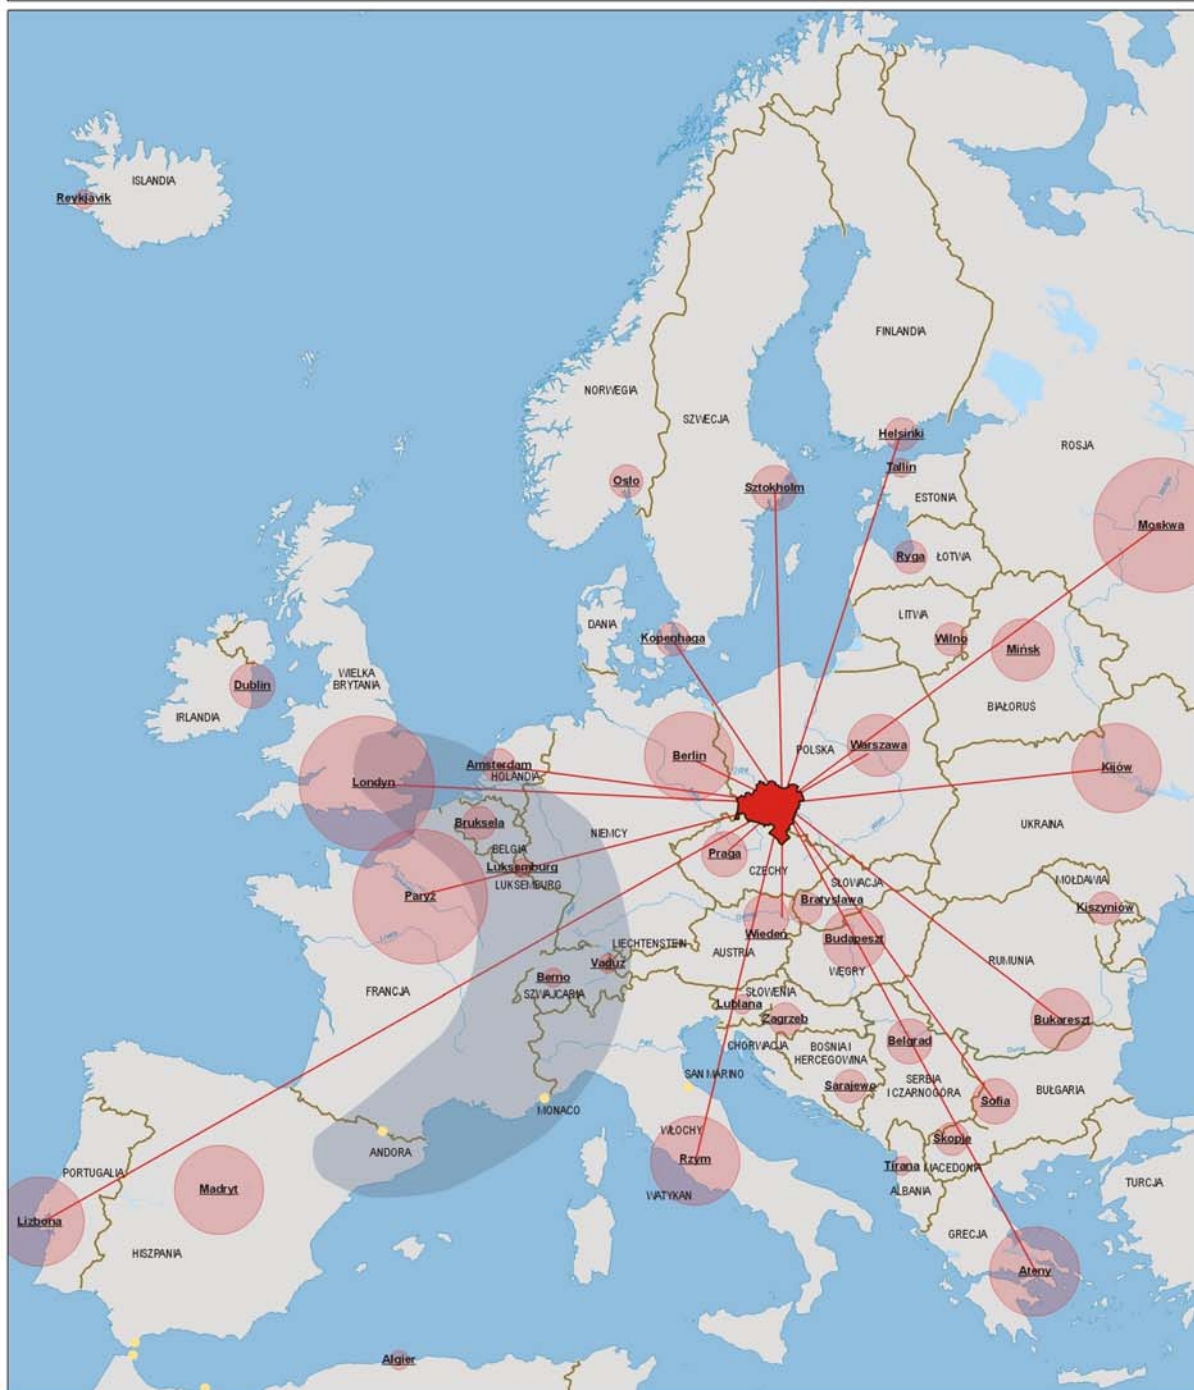 ISLANDIA
Reykjavik
FINLANDIA
NORWEGIA
SZWECJA
Helsinki
ROSJA
Tallin
Oslo
Sztokholm
ESTONIA
Moskwa
Ryga
ŁOTWA
LITWA
DANIA
Kopenhaga
Wilno
Mińsk
WIELKA
BRYTANIA
Dublin
IRLANDIA
BIAŁORUŚ
POLSKA
Warszawa
Berlin
Amsterdam
HOLANDIA
Londyn
Kijów
Bruksela
NIEMCY
UKRAINA
BELGIA
Praga
Luksemburg
LUKSEMBURG
CZECHY
SŁOWACJA
MOŁDAWIA
Paryż
Bratysława
Kiszyniów
Wiedeń
Budapeszt
LIECHTENSTEIN
AUSTRIA
Vaduz
RUMUNIA
WĘGRY
Berno
SZWAJCARIA
FRANCJA
SŁOWENIA
Lublana
Zagrzeb
Bukareszt
CHORWACJA
BOŚNIA I
HERCEGOWINA
Belgrad
SAN MARINO
SERBIA
I CZARNOGÓRA
Sarajewo
BUŁGARIA
Sofia
MONACO
WŁOCHY
Skopje
ANDORA
Rzym
Tirana
MACEDONIA
PORTUGALIA
Madryt
WATYKAN
ALBANIA
TURCJA
Lizbona
GRECJA
HISZPANIA
Ateny
Algier